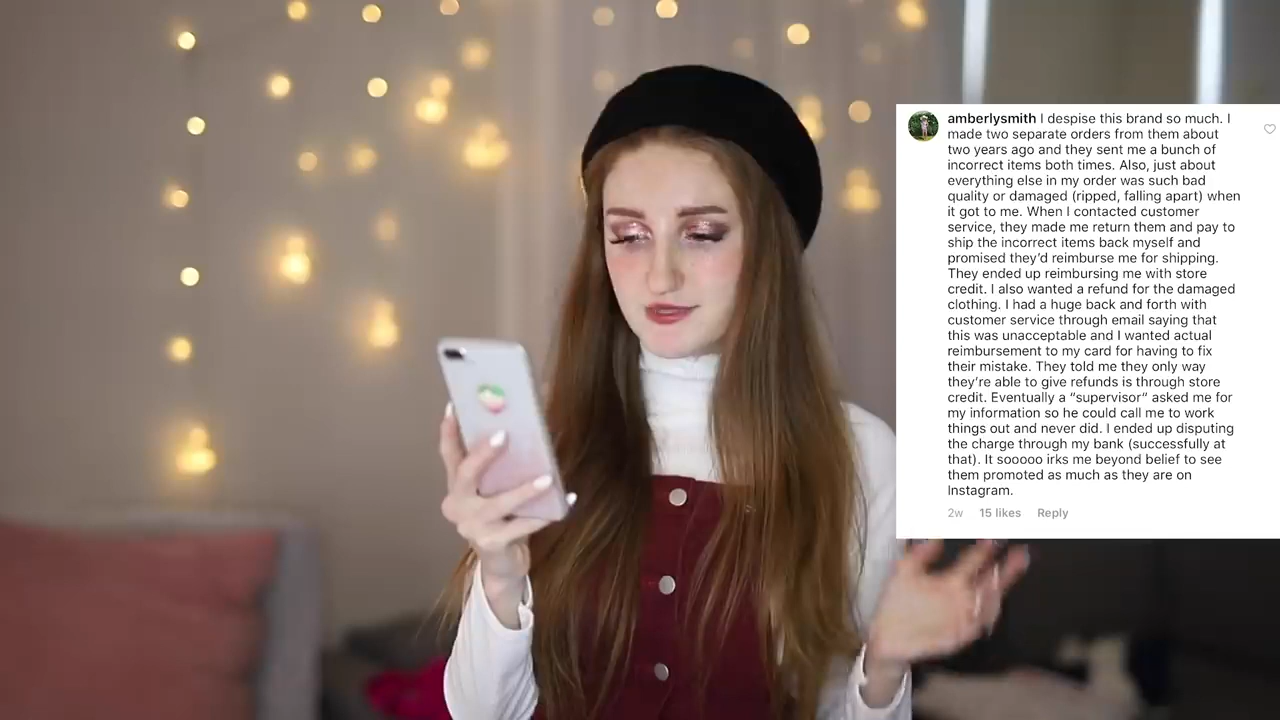 amberlysmith I despise this brand so much. I
made two separate orders from them about
two years ago and they sent me a bunch of
incorrect items both times. Also, just about
everything else in my order was such bad
quality or damaged (ripped, falling apart) when
it got to me. When I contacted customer
service, they made me return them and pay to
ship the incorrect items back myself and
promised they’d reimburse me for shipping.
They ended up reimbursing me with store
credit. I also wanted a refund for the damaged
clothing. I had a huge back and forth with
customer service through email saying that
this was unacceptable and I wanted actual
reimbursement to my card for having to fix
their mistake. They told me they only way
they’re able to give refunds is through store
credit. Eventually a “supervisor” asked me for
my information so he could call me to work
things out and never did. I ended up disputing
the charge through my bank (successfully at
that). It sooooo irks me beyond belief to see
them promoted as much as they are on
Instagram.
2w 15 likes Reply